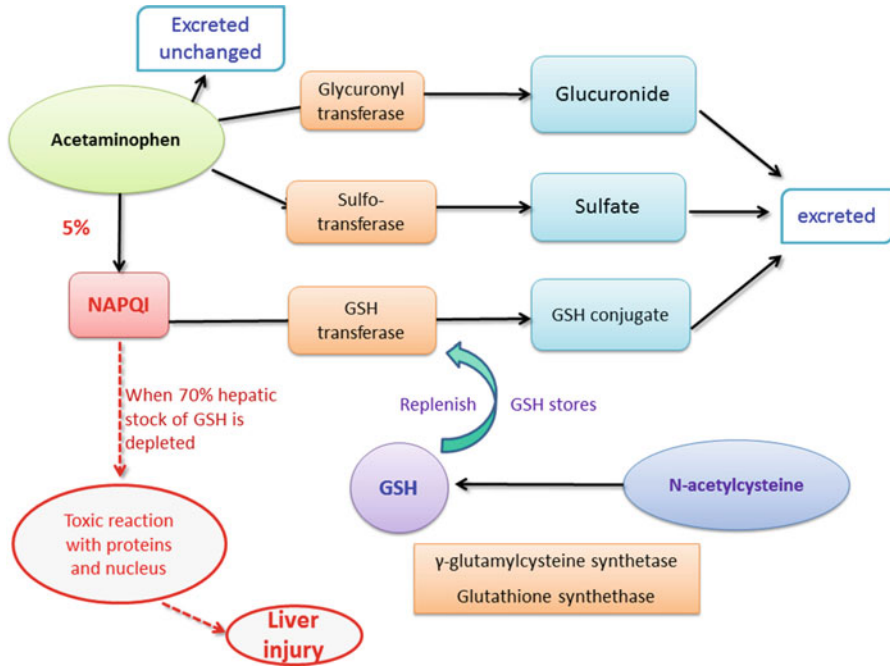 Excreted
unchanged
Acetaminophen
Glycuronyl
transferase
Glucuronide
Sulfo-
transferase
Sulfate
excreted
5%
NAPQI
GSH
transferase
GSH conjugate
When 70% hepatic
stock of GSH is
depleted
Replenish GSH stores
GSH
N-acetylcysteine
Toxic reaction
with proteins
and nucleus
γ-glutamylcysteine synthetase
Glutathione synthethase
Liver
injury